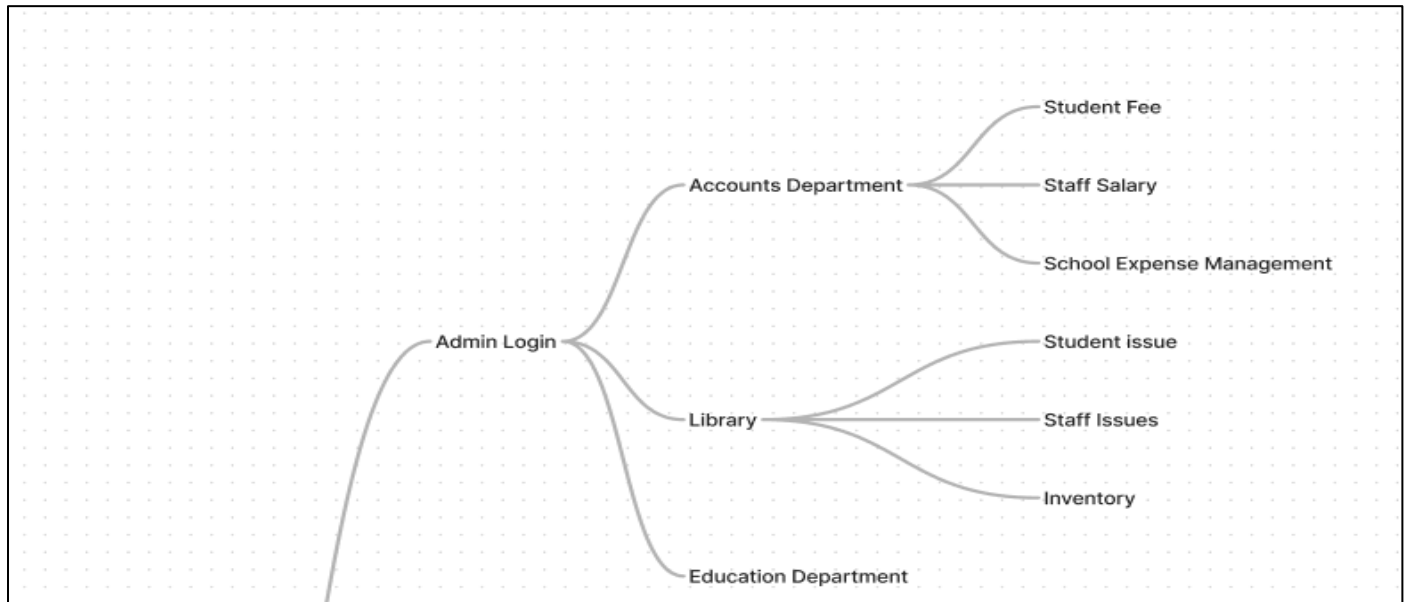 Student Fee
Accounts Department
Staff Salary
School Expense Management
Admin Login
Student issue
Library
Staff Issues
Inventory
Education Department